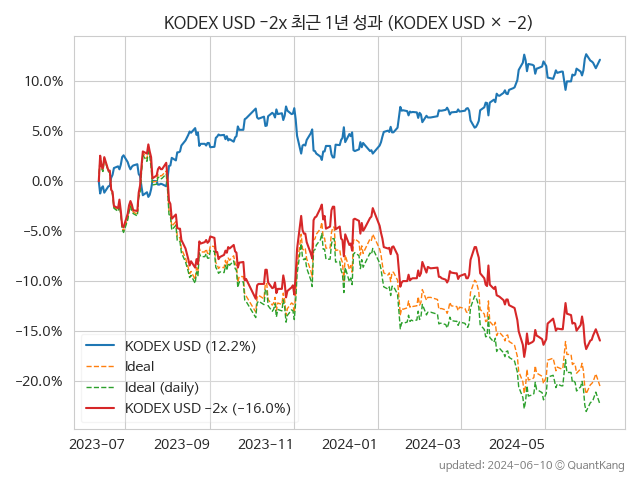 KODEX USD −2x 최근 1년 성과 (KODEX USD × −2)
10.0%
5.0%
0.0%
−5.0%
−10.0%
−15.0%
−20.0%
KODEX USD (12.2%)
Ideal
Ideal (daily)
KODEX USD −2x (−16.0%)
2023-07
2023-09
2023-11
2024-01
2024-03
2024-05
updated: 2024-06-10 © QuantKang